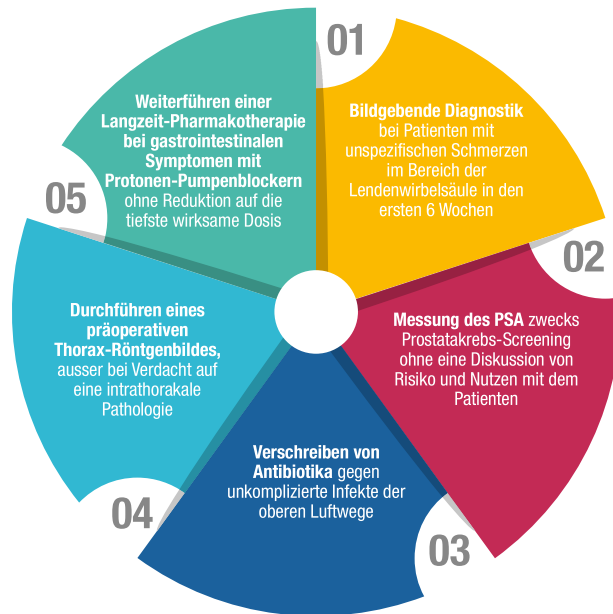 01
Bildgebende Diagnostik
bei Patienten mit
unspezifischen Schmerzen
im Bereich der
Lendenwirbelsäule in den
ersten 6 Wochen
02
Messung des PSA zwecks
Prostatakrebs-Screening
ohne eine Diskussion von
Risiko und Nutzen mit dem
Patienten
03
Verschreiben von
Antibiotika gegen
unkomplizierte Infekte der
oberen Luftwege
04
Durchführen eines
präoperativen
Thorax-Röntgenbildes,
ausser bei Verdacht auf
eine intrathorakale
Pathologie
05
Weiterführen einer
Langzeit-Pharmakotherapie
bei gastrointestinalen
Symptomen mit
Protonen-Pumpenblockern
ohne Reduktion auf die
tiefste wirksame Dosis